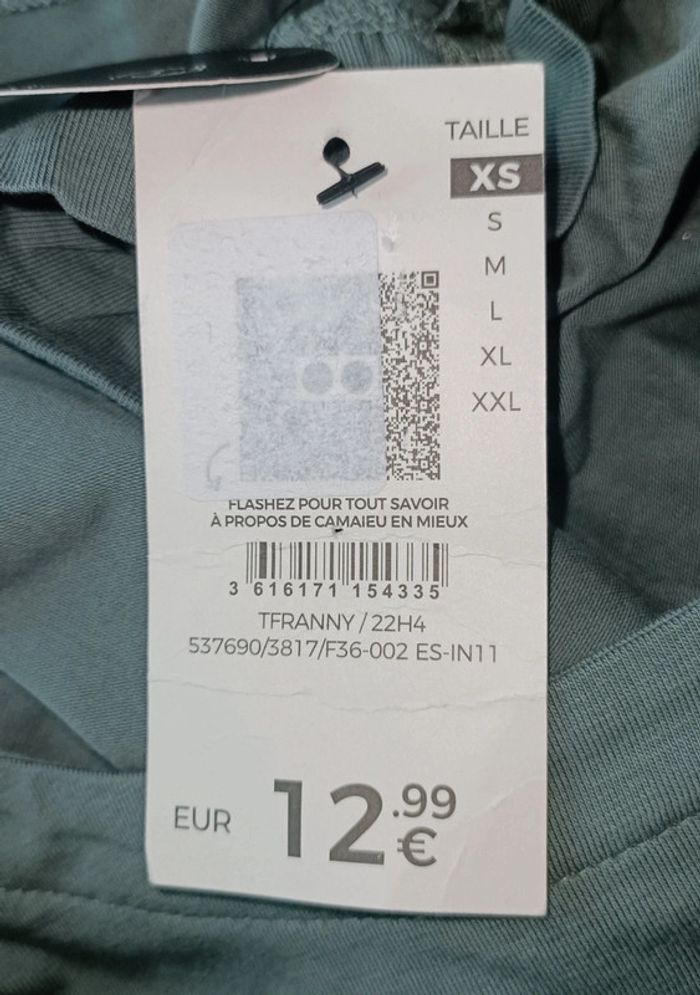 TAILLE
XS
S
M
L
XL
XXL
FLASHEZ POUR TOUT SAVOIR
À PROPOS DE CAMAIEU EN MIEUX
3 616171 154335
TFRANNY / 22H4
537690/3817/F36-002 ES-IN11
EUR 12.99 €